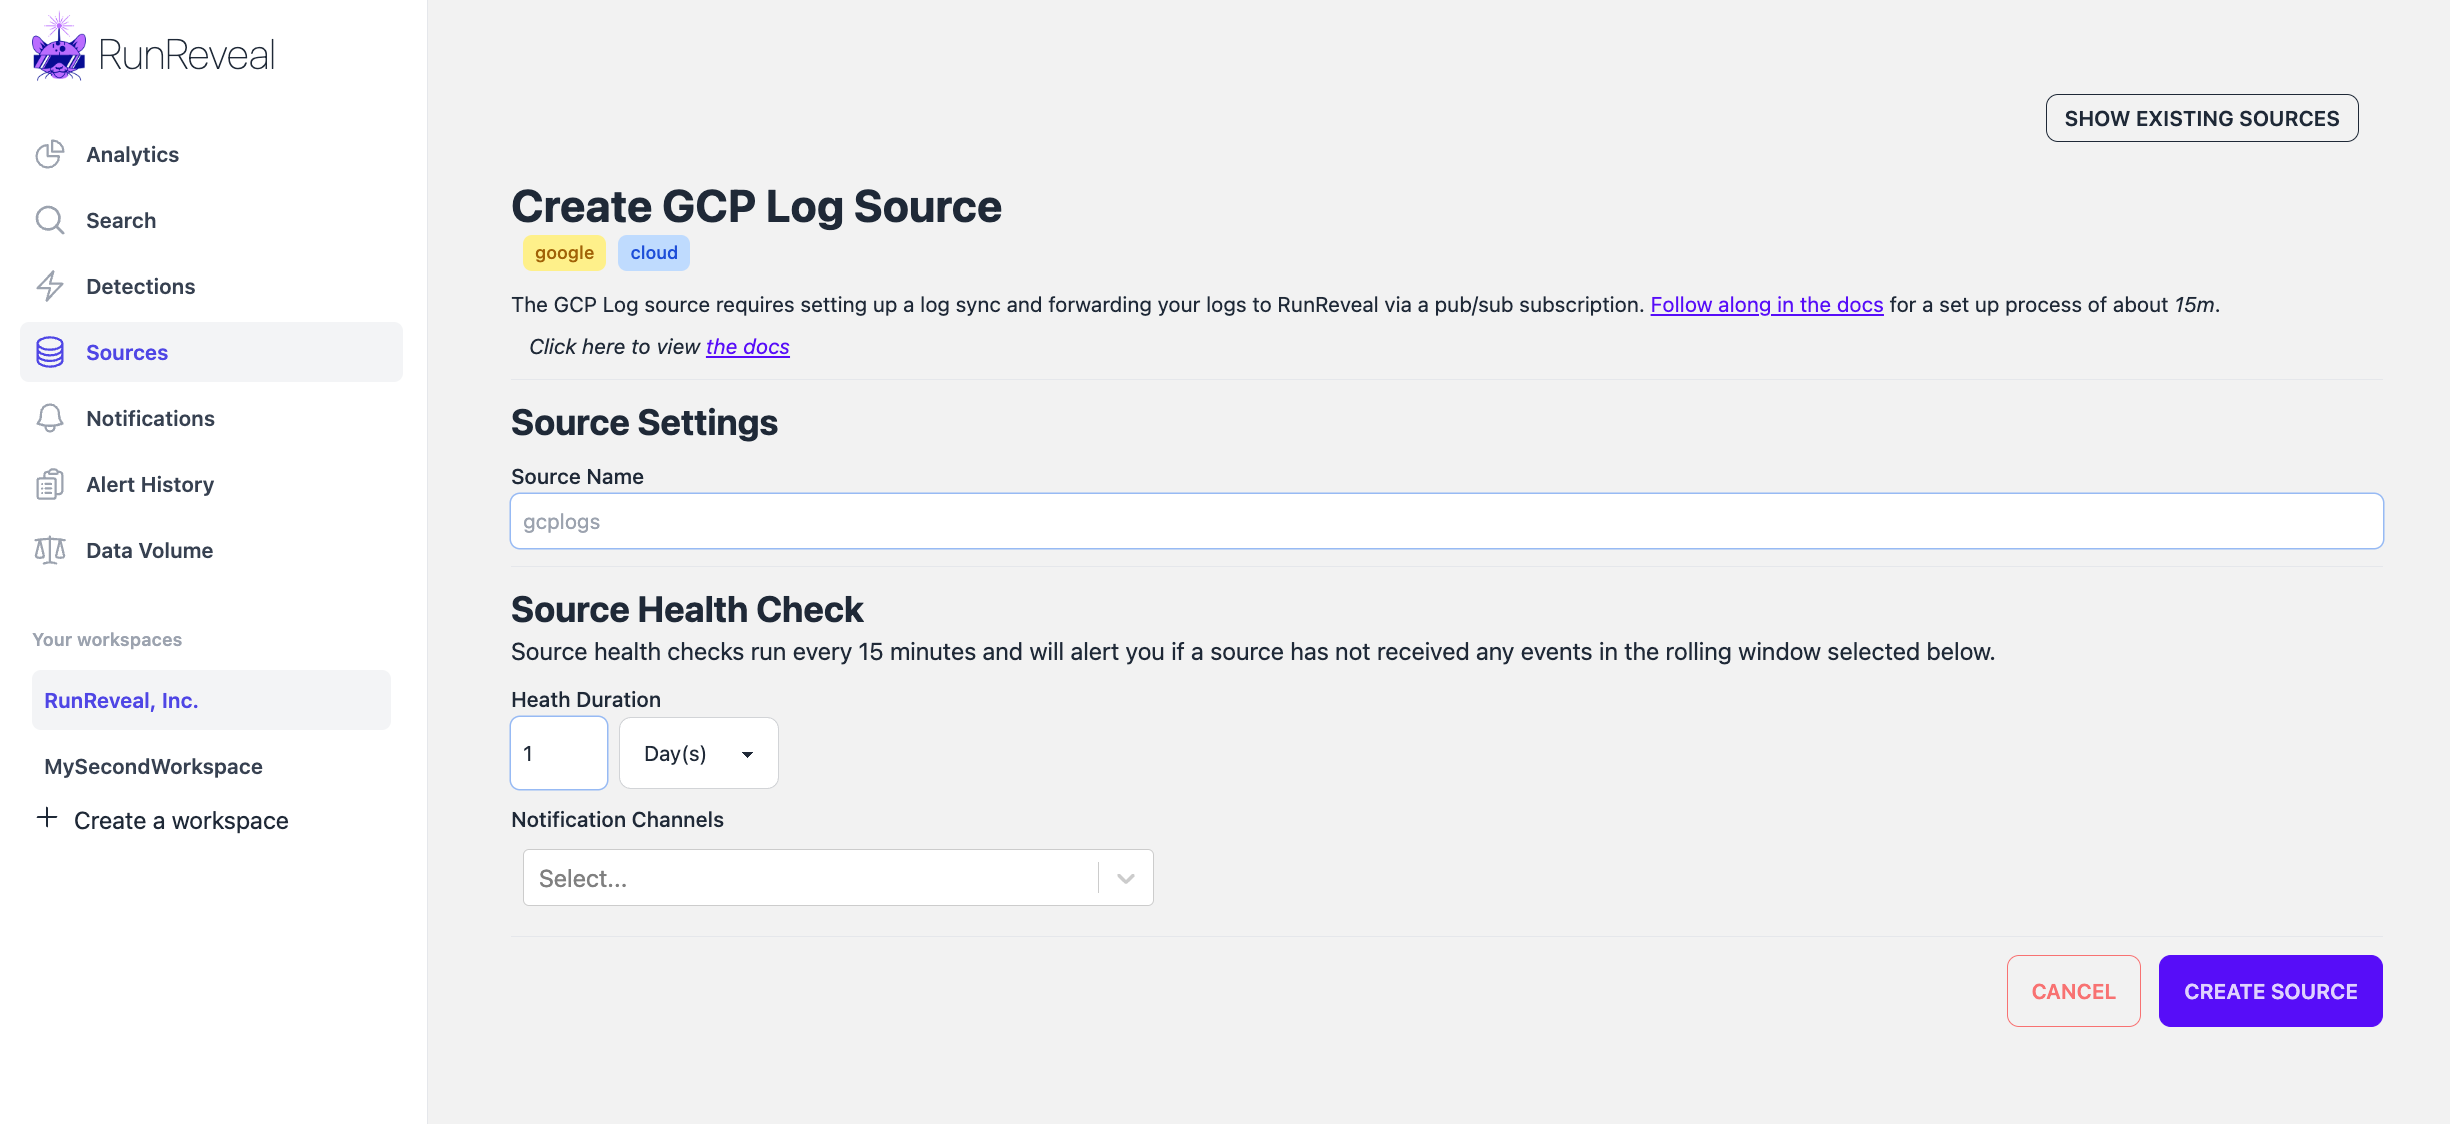 RunReveal
Analytics
Search
Detections
Sources
Notifications
Alert History
Data Volume
Your workspaces
RunReveal, Inc.
MySecondWorkspace
Create a workspace
SHOW EXISTING SOURCES
Create GCP Log Source
google cloud
The GCP Log source requires setting up a log sync and forwarding your logs to RunReveal via a pub/sub subscription. Follow along in the docs for a set up process of about 15m.
Click here to view the docs
Source Settings
Source Name
gcplogs
Source Health Check
Source health checks run every 15 minutes and will alert you if a source has not received any events in the rolling window selected below.
Heath Duration
1 Day(s)
Notification Channels
Select...
CANCEL CREATE SOURCE